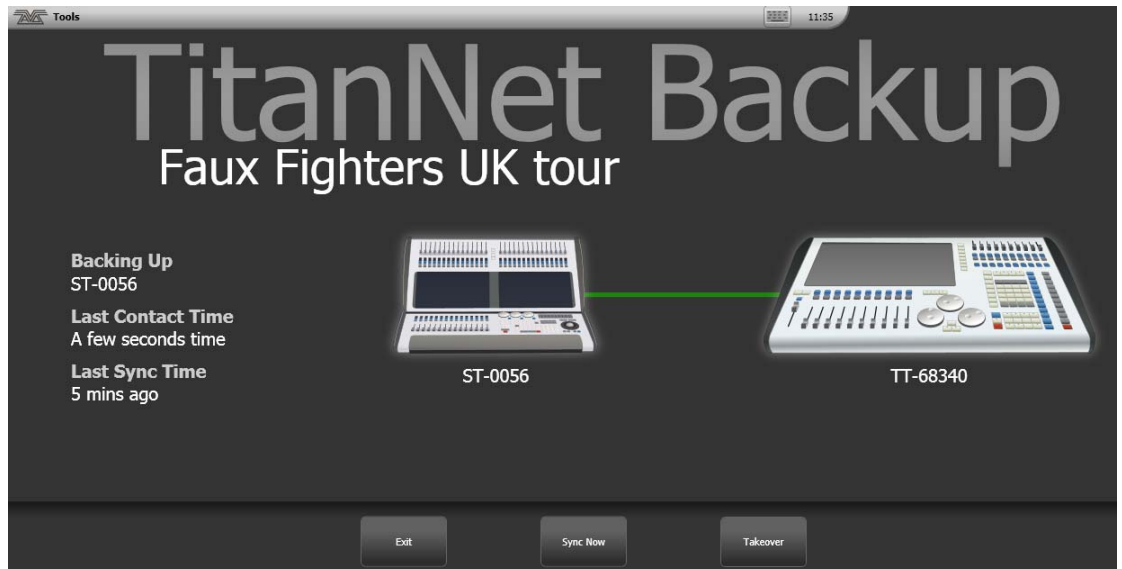 Tools
11:35
TitanNet Backup
Faux Fighters UK tour
Backing Up
ST-0056
Last Contact Time
A few seconds time
Last Sync Time
5 mins ago
ST-0056
TT-68340
Exit
Sync Now
Takeover